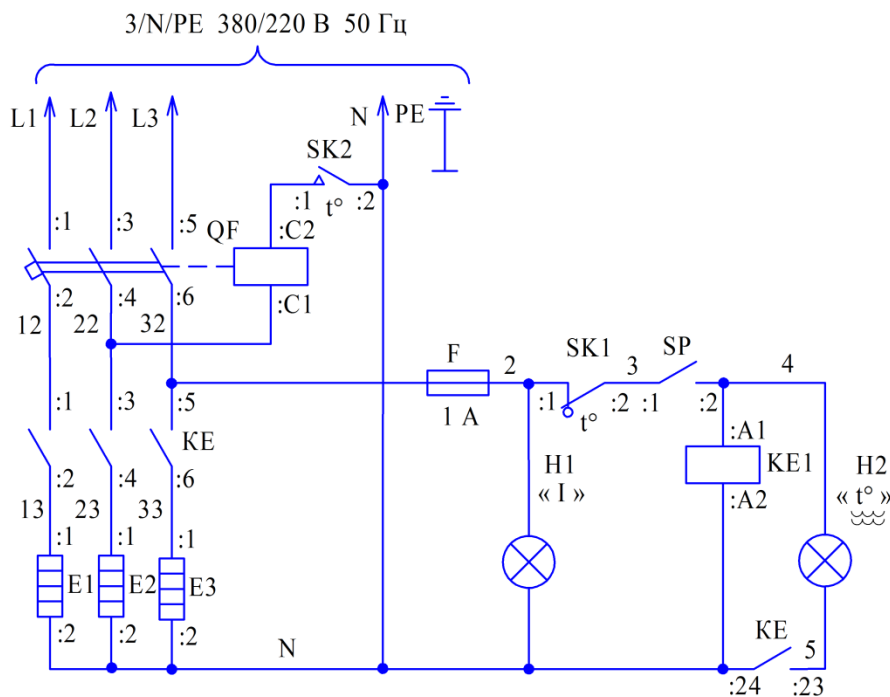 3/N/PE 380/220 В 50 Гц
L1 L2 L3 N PE
SK2
:1 t° :2
:1 :3 :5 QF :C2
:2 :4 :6 :C1
12 22 32
F 2 SK1 3 SP 4
1 А :1 t° :2 :1 :2
:1 :3 :5
КЕ
:2 :4 :6
:A1
KE1
:A2
H1
« I »
H2
« t° »
13 23 33
:1 :1 :1
E1 E2 E3
:2 :2 :2
N
КЕ 5
:24 :23